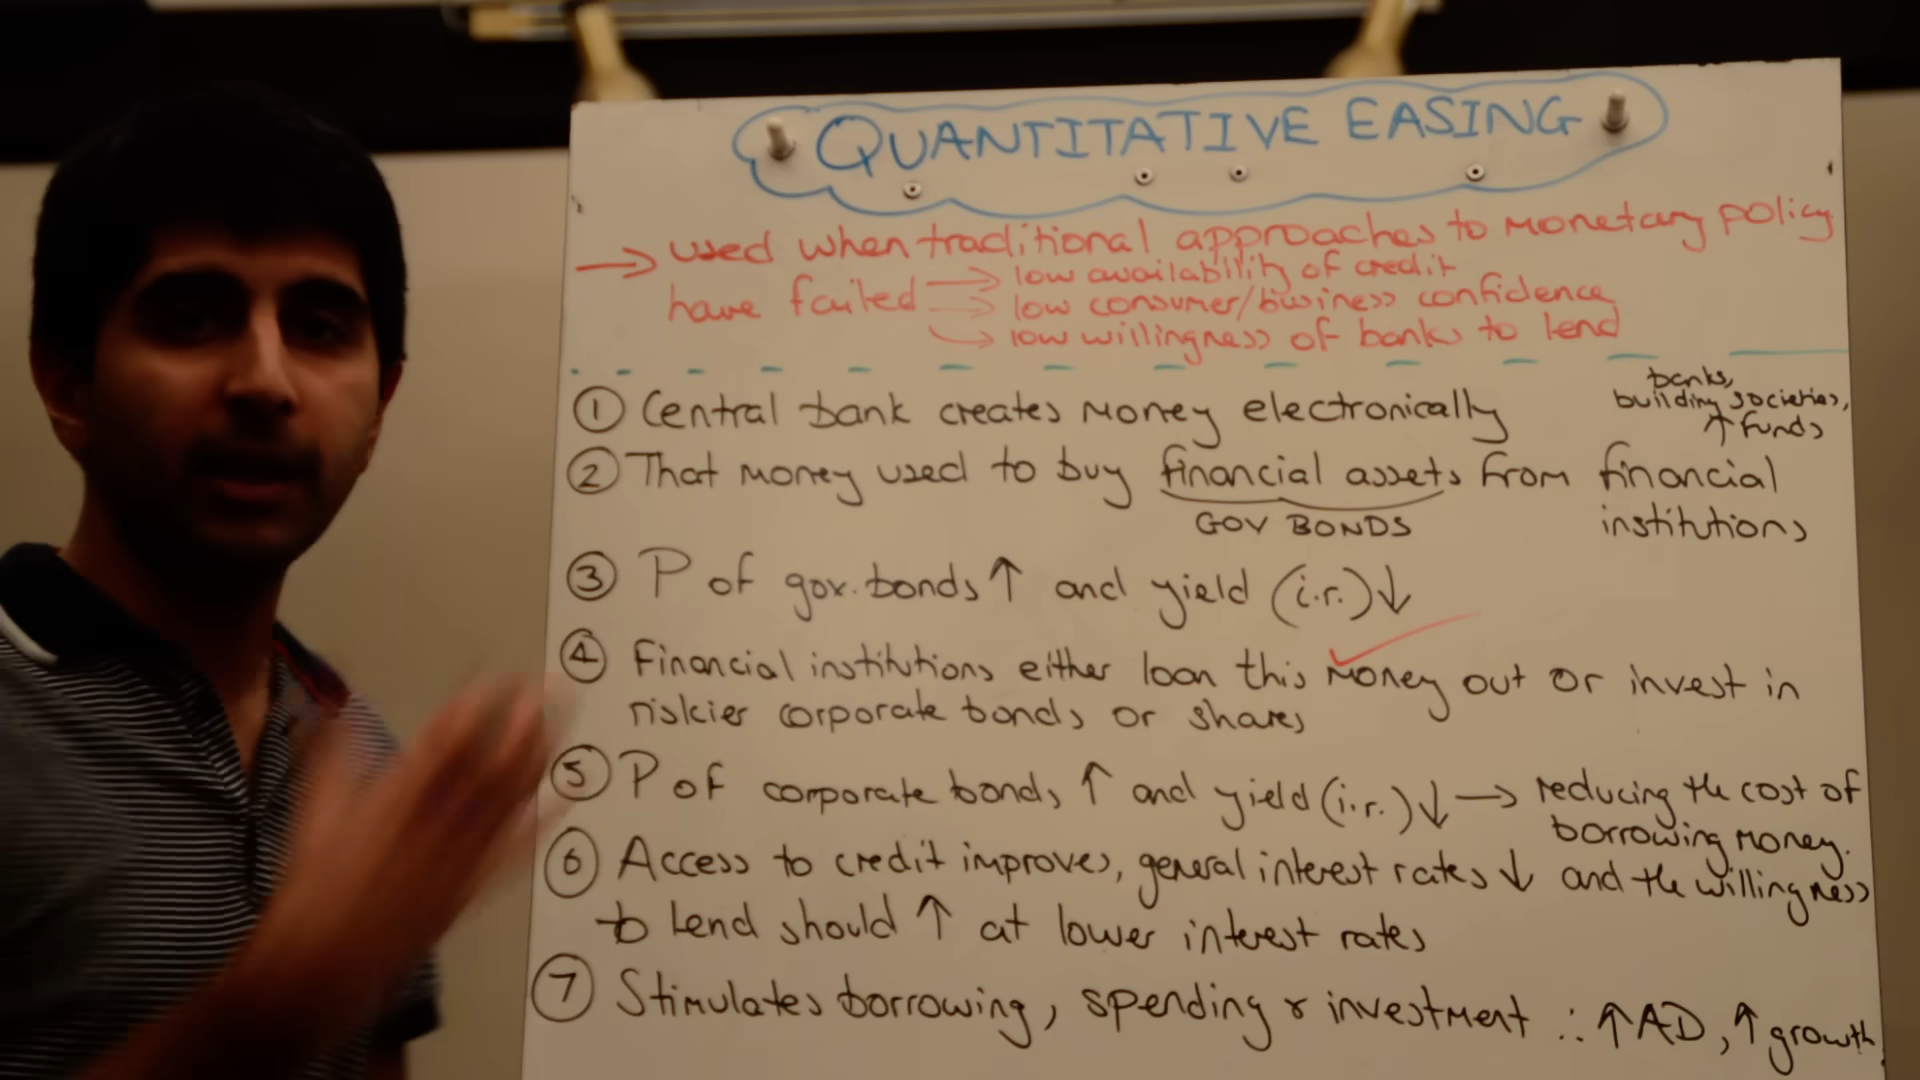 QUANTITATIVE EASING
→ used when traditional approaches to monetary policy
have failed → low availability of credit
→ low consumer/business confidence
→ low willingness of banks to lend
① Central bank creates money electronically
banks,
building societies,
↑ funds
② That money used to buy financial assets from financial
institutions
GOV BONDS
③ P of gov. bonds ↑ and yield (i.r.) ↓
④ Financial institutions either loan this money out or invest in
riskier corporate bonds or shares
⑤ P of corporate bonds ↑ and yield (i.r.) ↓ → reducing the cost of
borrowing money.
⑥ Access to credit improves, general interest rates ↓ and the willingness
to lend should ↑ at lower interest rates
⑦ Stimulates borrowing, spending & investment ∴ ↑ AD, ↑ growth